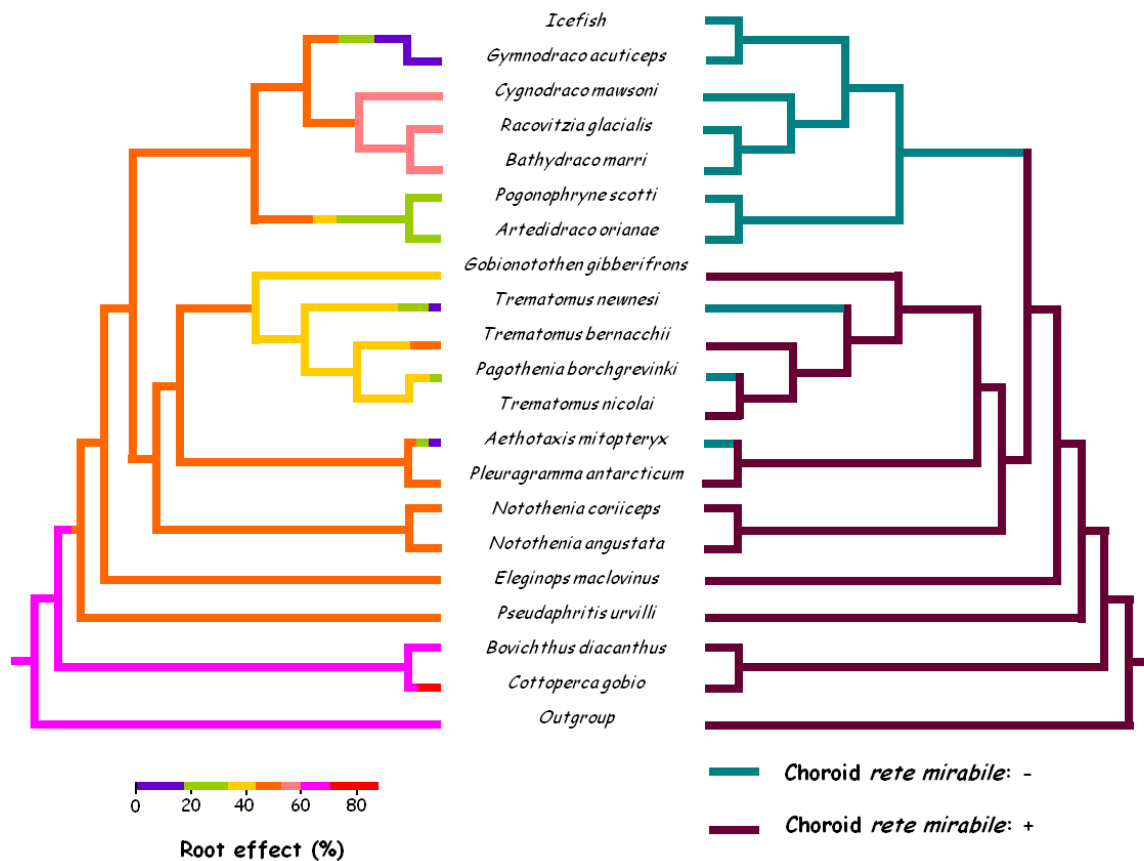 Icefish
Gymnodraco acuticeps
Cygnodraco mawsoni
Racovitzia glacialis
Bathydraco marri
Pogonophryne scotti
Artedidraco orianae
Gobionotothen gibberifrons
Trematomus newnesi
Trematomus bernacchii
Pagothenia borchgrevinki
Trematomus nicolai
Aethotaxis mitopteryx
Pleuragramma antarcticum
Notothenia coriiceps
Notothenia angustata
Eleginops maclovinus
Pseudaphritis urvilli
Bovichthus diacanthus
Cottoperca gobio
Outgroup
0 20 40 60 80
Root effect (%)
Choroid rete mirabile: -
Choroid rete mirabile: +